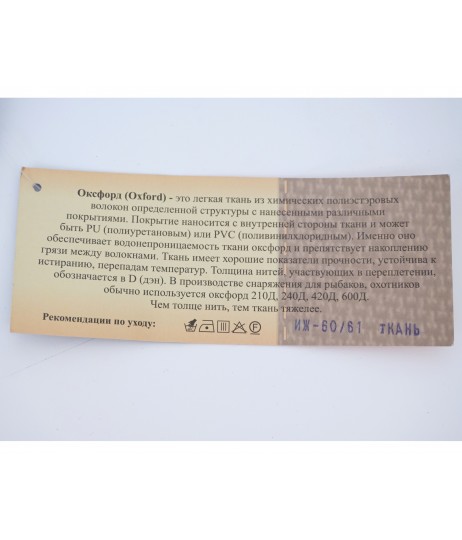 Оксфорд (Oxford) - это легкая ткань из химических полиэстэровых
волокон определенной структуры с нанесенными различными
покрытиями. Покрытие наносится с внутренней стороны ткани и может
быть PU (полиуретановым) или PVC (поливинилхлоридным). Именно оно
обеспечивает водонепроницаемость ткани оксфорд и препятствует накоплению
грязи между волокнами. Ткань имеет хорошие показатели прочности, устойчива к
истиранию, перепадам температур. Толщина нитей, участвующих в переплетении,
обозначается в D (дэн). В производстве снаряжения для рыбаков, охотников
обычно используется оксфорд 210Д, 240Д, 420Д, 600Д.
Чем толще нить, тем ткань тяжелее.
Рекомендации по уходу:
ИЖ-60/61 ТКАНЬ